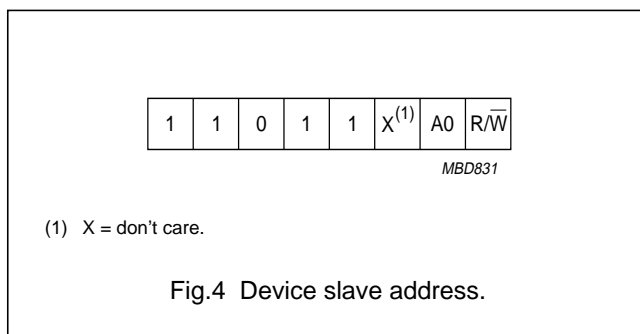 1 1 0 1 1 X(1) A0 R/W̅
MBD831
(1) X = don't care.
Fig.4 Device slave address.